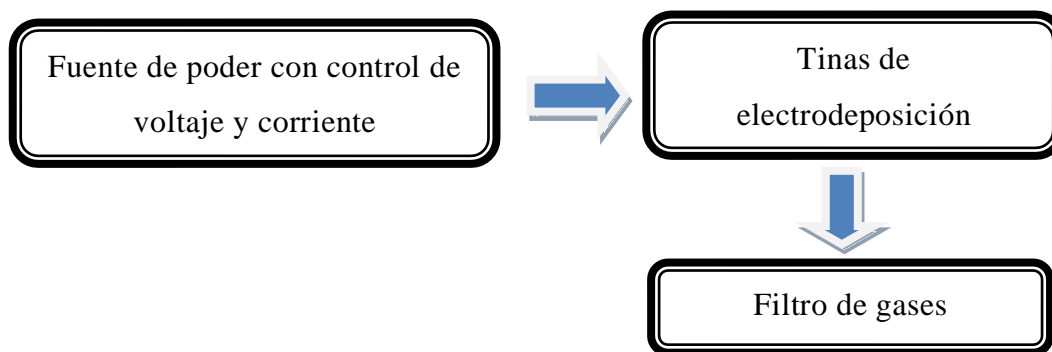 Fuente de poder con control de
voltaje y corriente
Tinas de
electrodeposición
Filtro de gases